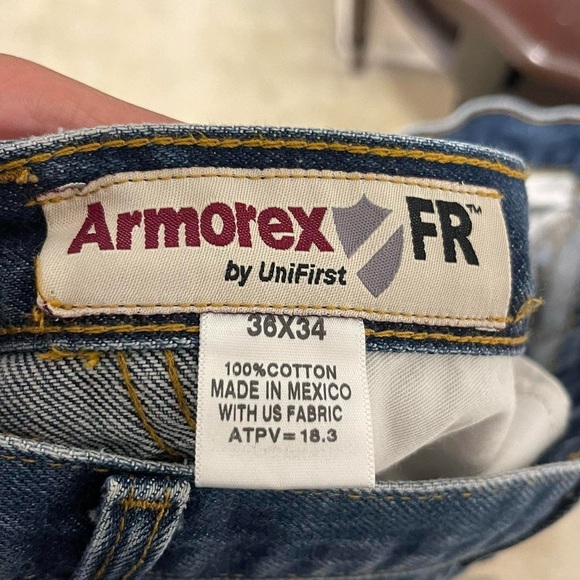 Armorex FR™
by UniFirst
36X34
100%COTTON
MADE IN MEXICO
WITH US FABRIC
ATPV=18.3